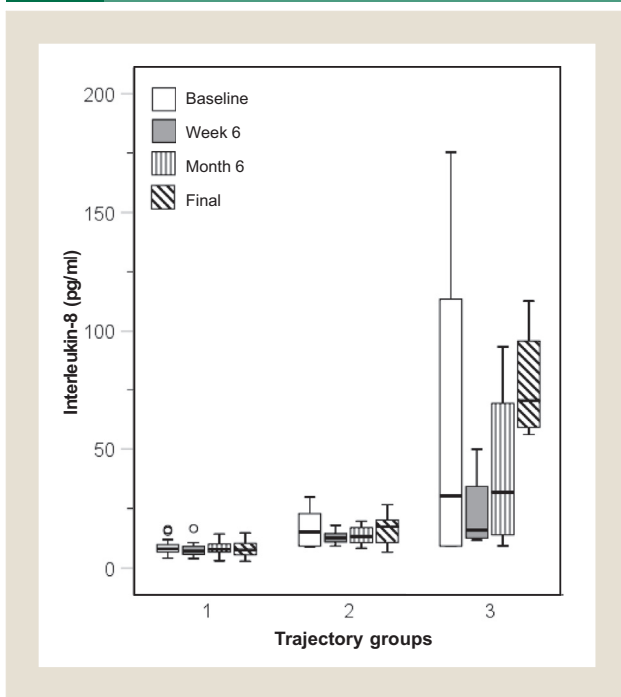 200
150
100
50
0
Interleukin-8 (pg/ml)
Baseline
Week 6
Month 6
Final
1 2 3
Trajectory groups